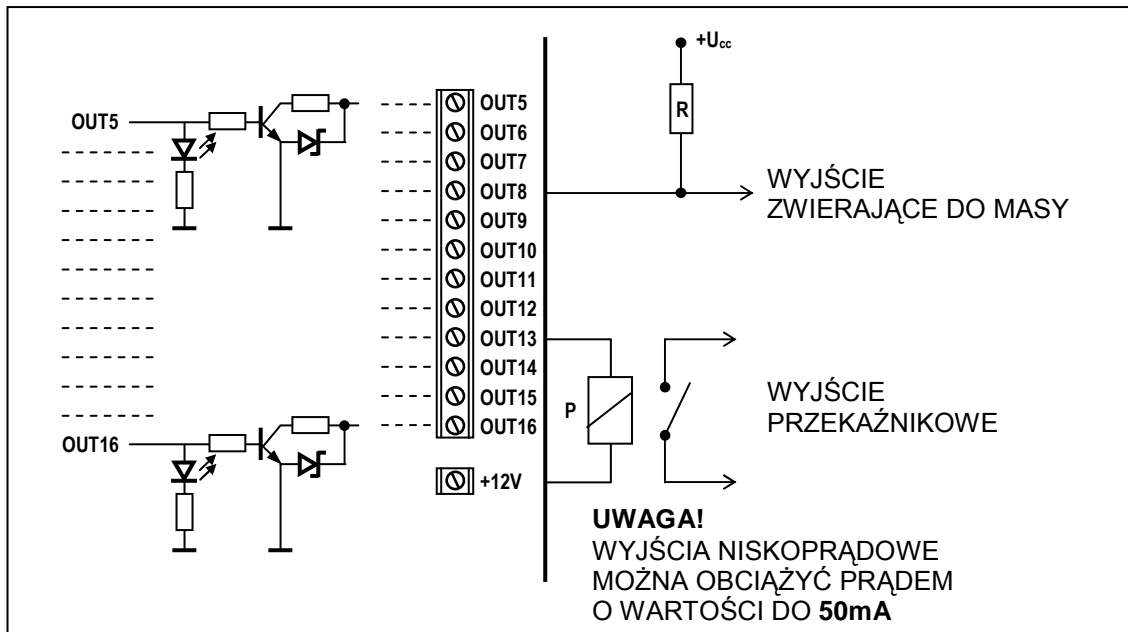 +Ucc
OUT5
OUT5
OUT6
OUT7
OUT8
OUT9
OUT10
OUT11
OUT12
OUT13
OUT14
OUT15
OUT16
OUT16
+12V
R
WYJŚCIE
ZWIERAJĄCE DO MASY
P
WYJŚCIE
PRZEKAŹNIKOWE
UWAGA!
WYJŚCIA NISKOPRĄDOWE
MOŻNA OBCIĄŻYĆ PRĄDEM
O WARTOŚCI DO 50mA